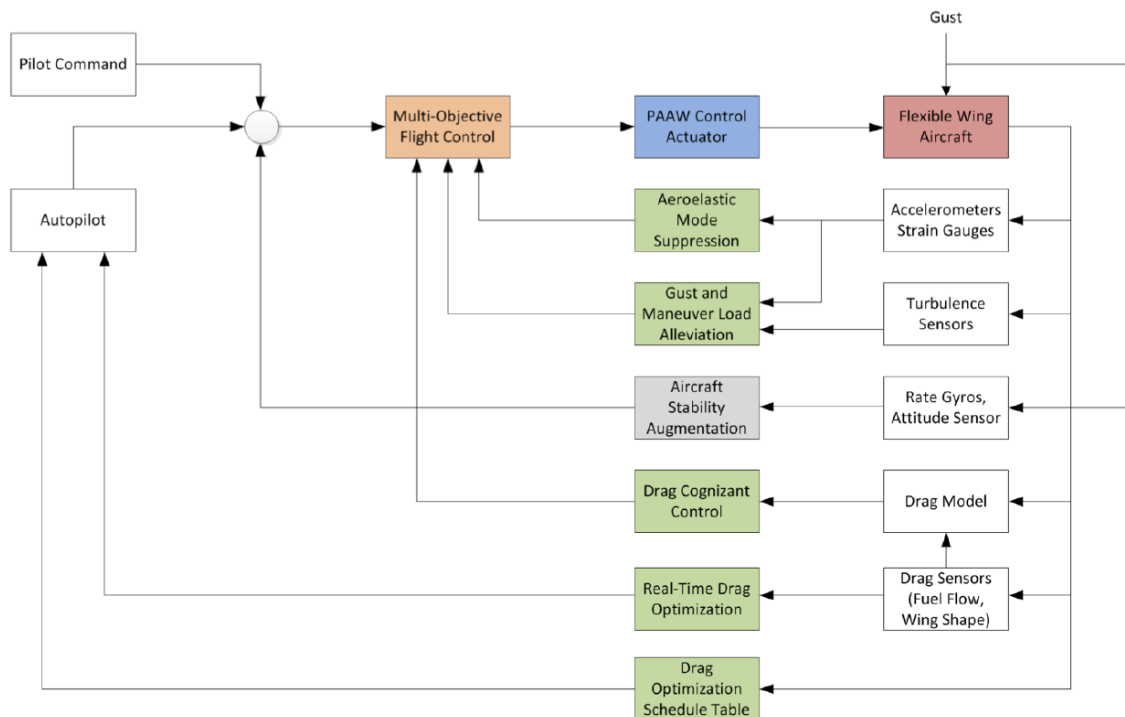 Gust
Pilot Command
Multi-Objective
Flight Control
PAAW Control
Actuator
Flexible Wing
Aircraft
Autopilot
Aeroelastic
Mode
Suppression
Accelerometers
Strain Gauges
Gust and
Maneuver Load
Alleviation
Turbulence
Sensors
Aircraft
Stability
Augmentation
Rate Gyros,
Attitude Sensor
Drag Cognizant
Control
Drag Model
Real-Time Drag
Optimization
Drag Sensors
(Fuel Flow,
Wing Shape)
Drag
Optimization
Schedule Table